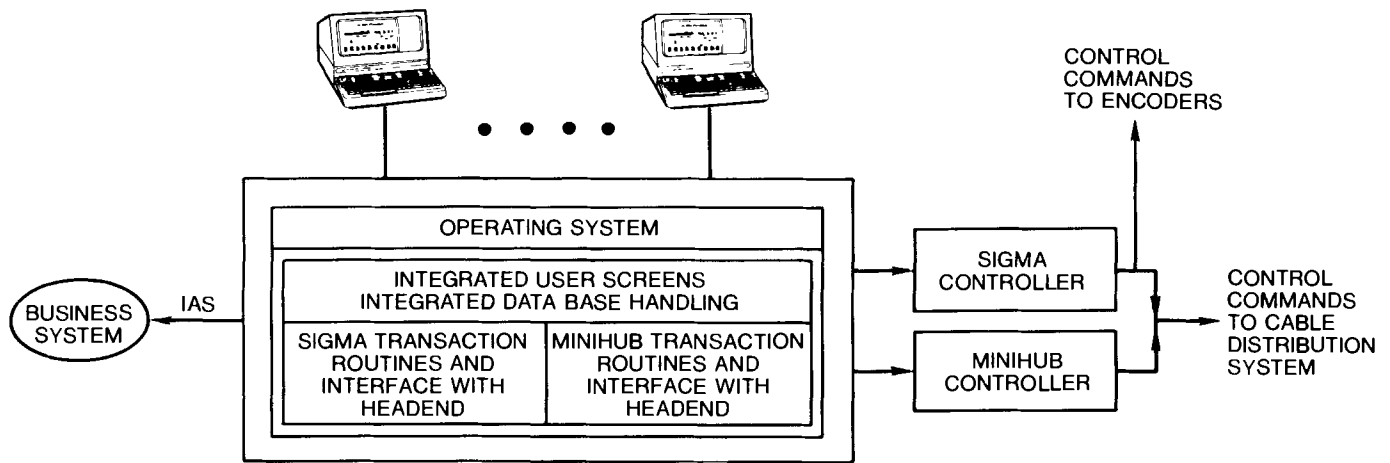 CONTROL
COMMANDS
TO ENCODERS
OPERATING SYSTEM
INTEGRATED USER SCREENS
INTEGRATED DATA BASE HANDLING
SIGMA TRANSACTION
ROUTINES AND
INTERFACE WITH
HEADEND
MINIHUB TRANSACTION
ROUTINES AND
INTERFACE WITH
HEADEND
BUSINESS
SYSTEM
IAS
SIGMA
CONTROLLER
MINIHUB
CONTROLLER
CONTROL
COMMANDS
TO CABLE
DISTRIBUTION
SYSTEM